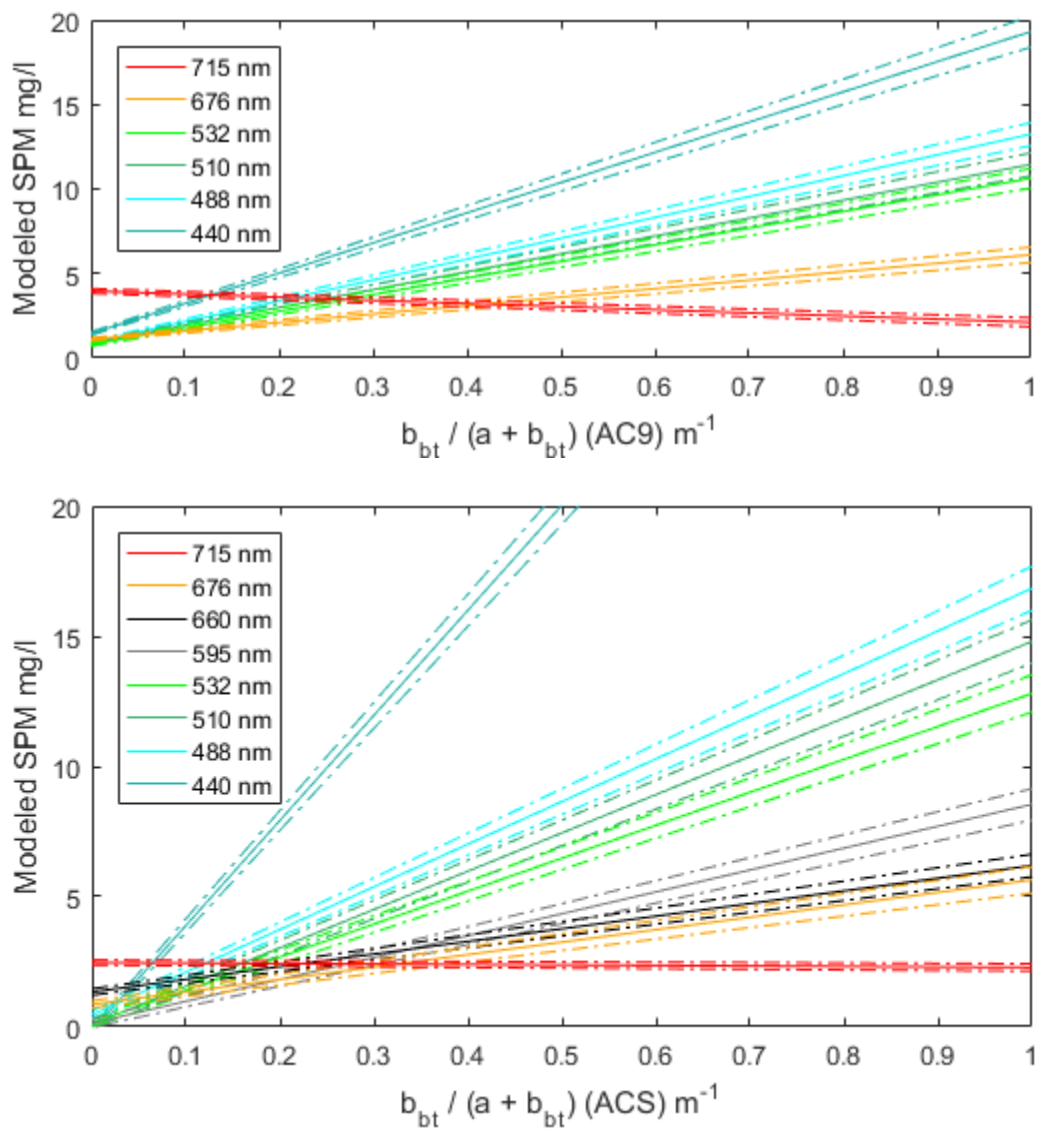 20
15
10
5
0
Modeled SPM mg/l
715 nm
676 nm
532 nm
510 nm
488 nm
440 nm
0 0.1 0.2 0.3 0.4 0.5 0.6 0.7 0.8 0.9 1
b_bt / (a + b_bt) (AC9) m^-1
20
15
10
5
0
Modeled SPM mg/l
715 nm
676 nm
660 nm
595 nm
532 nm
510 nm
488 nm
440 nm
0 0.1 0.2 0.3 0.4 0.5 0.6 0.7 0.8 0.9 1
b_bt / (a + b_bt) (ACS) m^-1